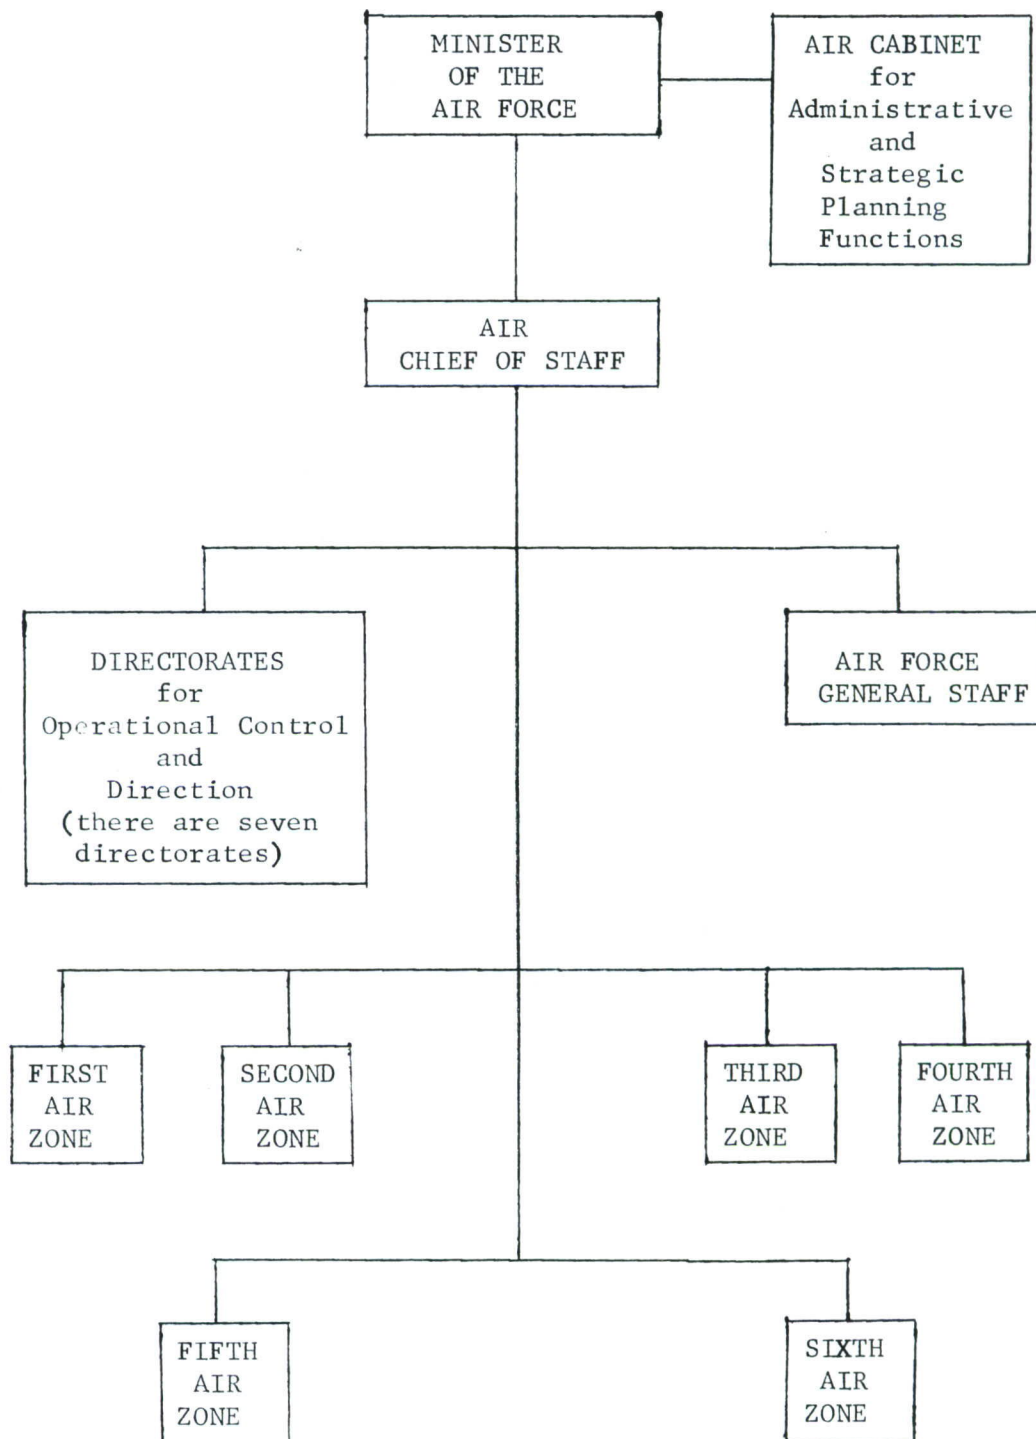 MINISTER
OF THE
AIR FORCE
AIR CABINET
for
Administrative
and
Strategic
Planning
Functions
AIR
CHIEF OF STAFF
DIRECTORATES
for
Operational Control
and
Direction
(there are seven
directorates)
AIR FORCE
GENERAL STAFF
FIRST
AIR
ZONE
SECOND
AIR
ZONE
THIRD
AIR
ZONE
FOURTH
AIR
ZONE
FIFTH
AIR
ZONE
SIXTH
AIR
ZONE